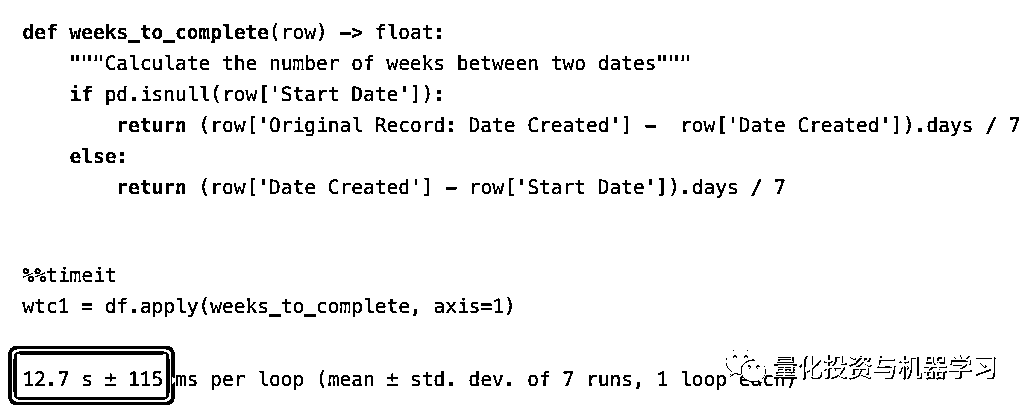 def weeks_to_complete(row) -> float:
    """Calculate the number of weeks between two dates"""
    if pd.isnull(row['Start Date']):
        return (row['Original Record: Date Created'] -  row['Date Created']).days / 7
    else:
        return (row['Date Created'] - row['Start Date']).days / 7
%%timeit
wtc1 = df.apply(weeks_to_complete, axis=1)
12.7 s ± 115 ms per loop (mean ± std. dev. of 7 runs, 1 loop each)
量化投资与机器学习